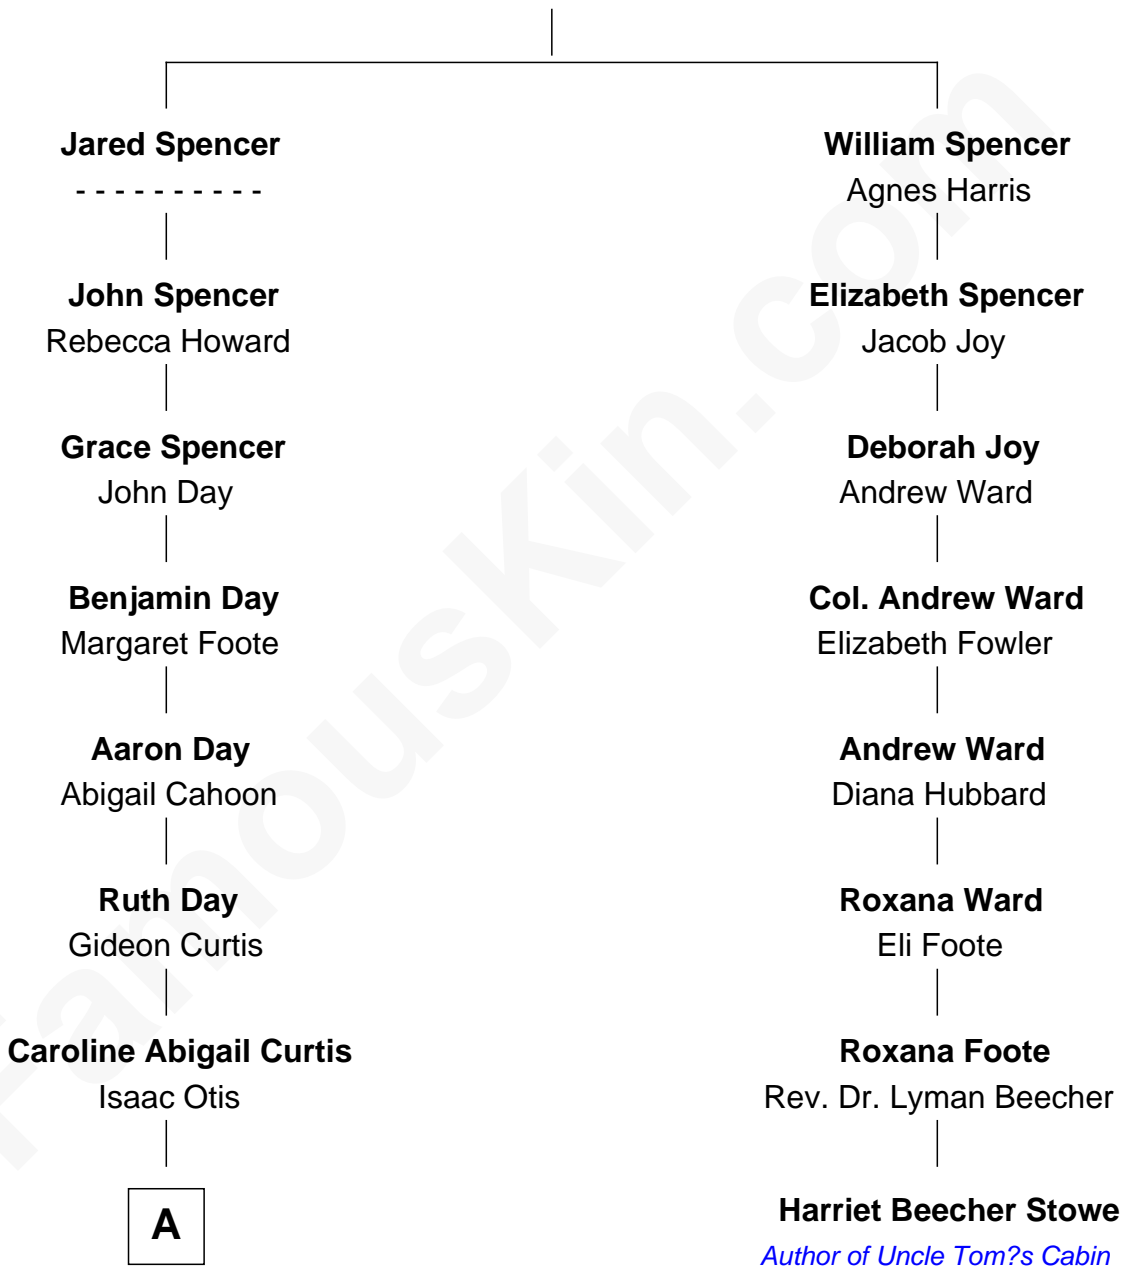 Jared Spencer
- - - - - - - - - -
John Spencer
Rebecca Howard
Grace Spencer
John Day
Benjamin Day
Margaret Foote
Aaron Day
Abigail Cahoon
Ruth Day
Gideon Curtis
Caroline Abigail Curtis
Isaac Otis
A
William Spencer
Agnes Harris
Elizabeth Spencer
Jacob Joy
Deborah Joy
Andrew Ward
Col. Andrew Ward
Elizabeth Fowler
Andrew Ward
Diana Hubbard
Roxana Ward
Eli Foote
Roxana Foote
Rev. Dr. Lyman Beecher
Harriet Beecher Stowe
Author of Uncle Tom?s Cabin
FamousKin.com